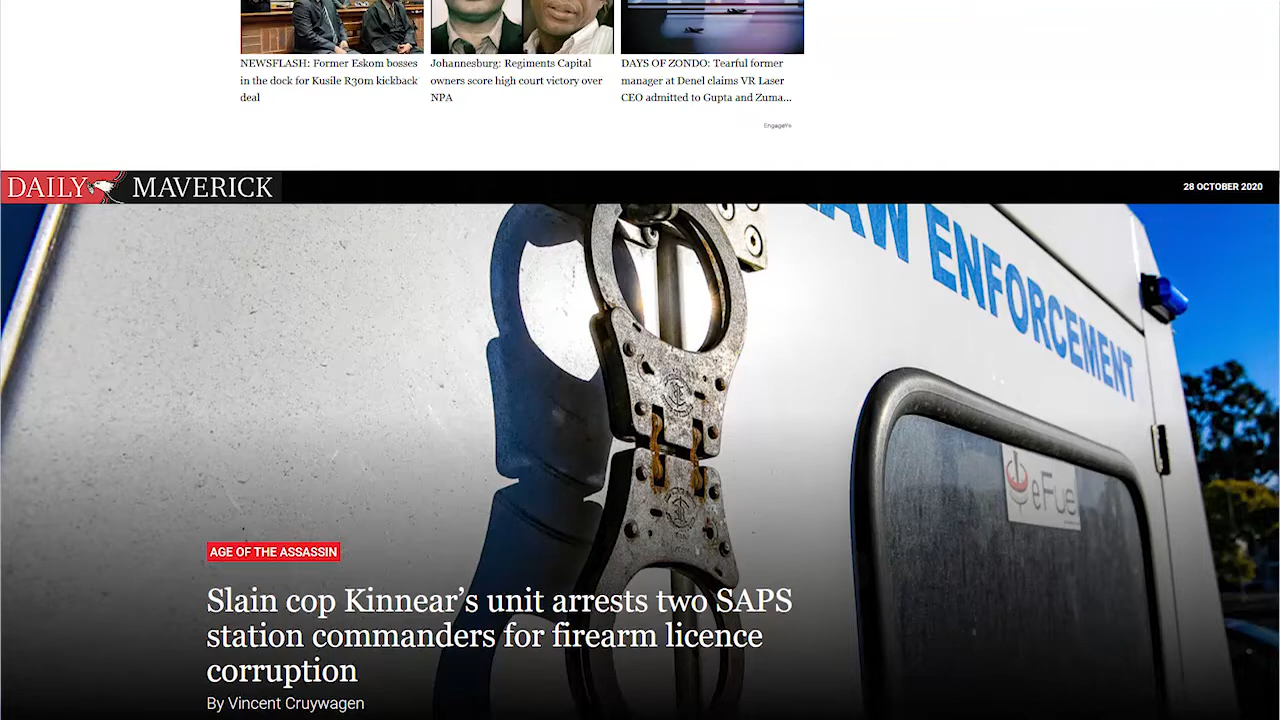 NEWSFLASH: Former Eskom bosses
in the dock for Kusile R30m kickback
deal
Johannesburg: Regiments Capital
owners score high court victory over
NPA
DAYS OF ZONDO: Tearful former
manager at Denel claims VR Laser
CEO admitted to Gupta and Zuma...
DAILY MAVERICK
28 OCTOBER 2020
LAW ENFORCEMENT
eFue
AGE OF THE ASSASSIN
Slain cop Kinnear’s unit arrests two SAPS
station commanders for firearm licence
corruption
By Vincent Cruywagen